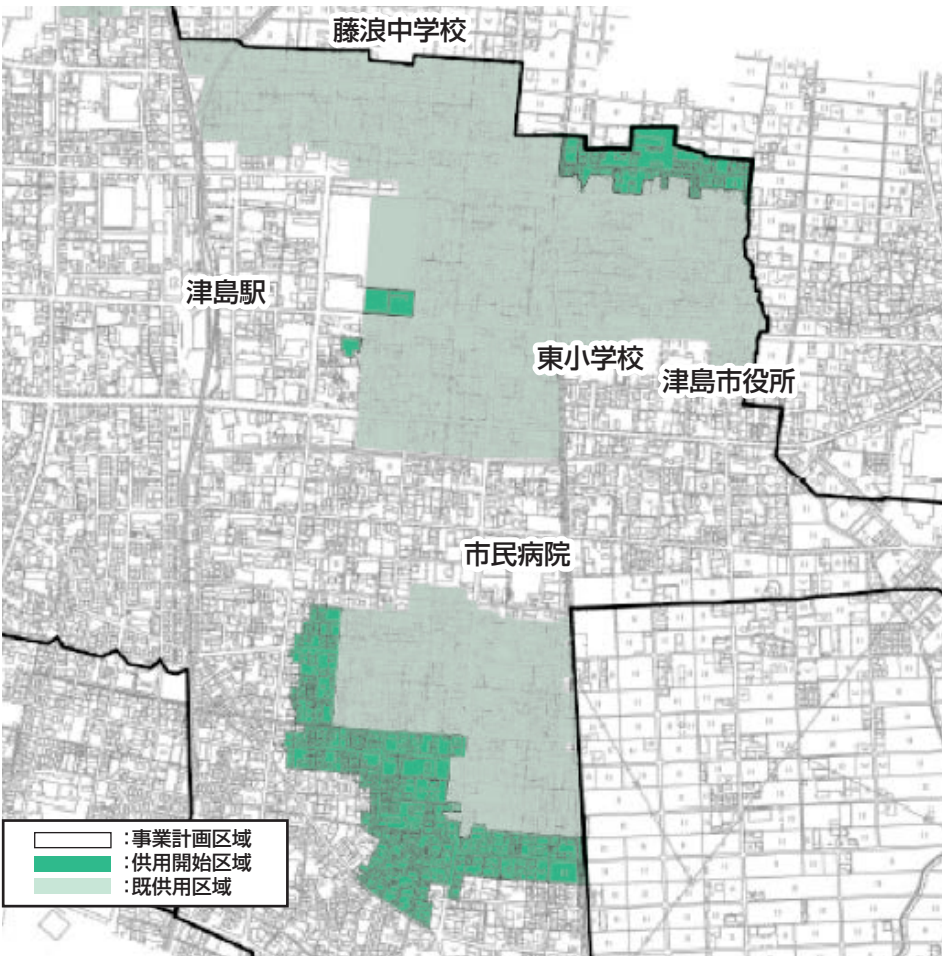 藤浪中学校
津島駅
東小学校
津島市役所
市民病院
:事業計画区域
:供用開始区域
:既供用区域